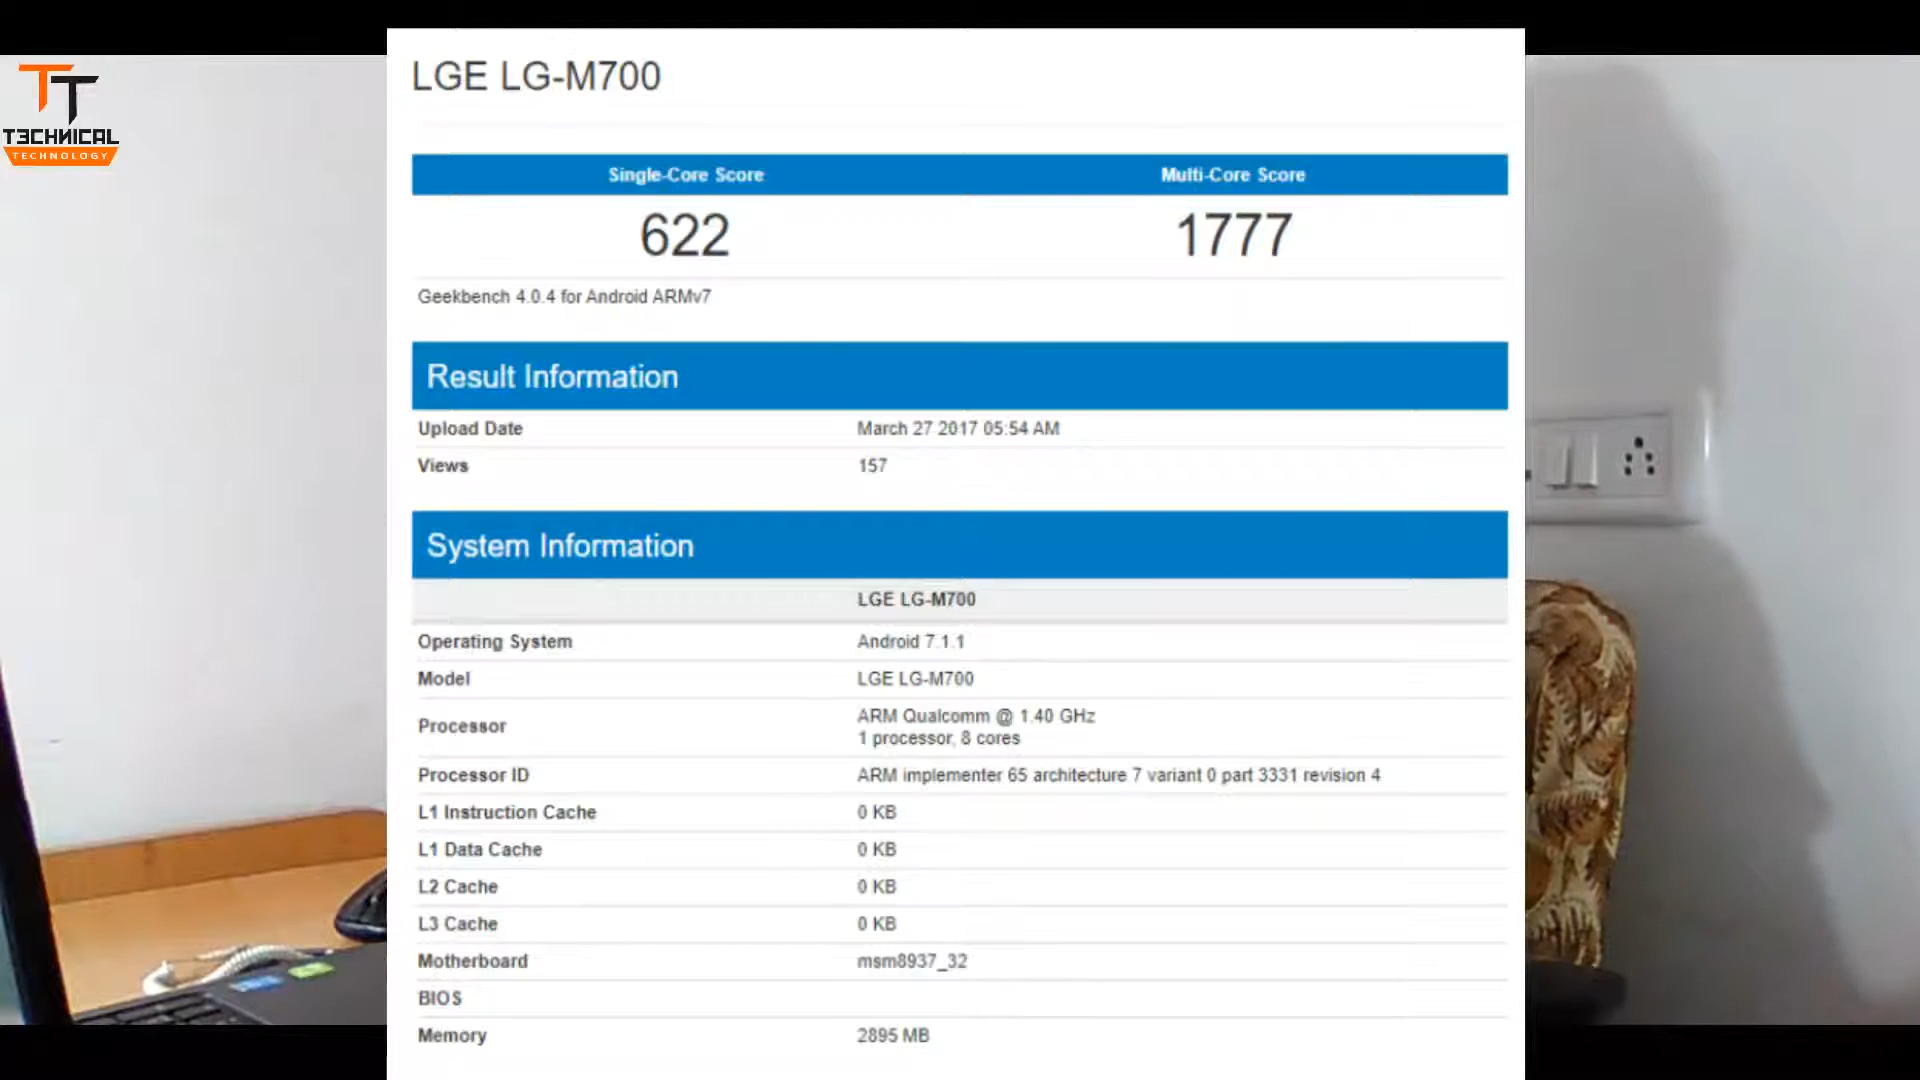 T3CHNICAL
TECHNOLOGY
LGE LG-M700
Single-Core Score Multi-Core Score
622 1777
Geekbench 4.0.4 for Android ARMv7
Result Information
Upload Date March 27 2017 05:54 AM
Views 157
System Information
LGE LG-M700
Operating System Android 7.1.1
Model LGE LG-M700
Processor ARM Qualcomm @ 1.40 GHz
1 processor, 8 cores
Processor ID ARM implementer 65 architecture 7 variant 0 part 3331 revision 4
L1 Instruction Cache 0 KB
L1 Data Cache 0 KB
L2 Cache 0 KB
L3 Cache 0 KB
Motherboard msm8937_32
BIOS
Memory 2895 MB